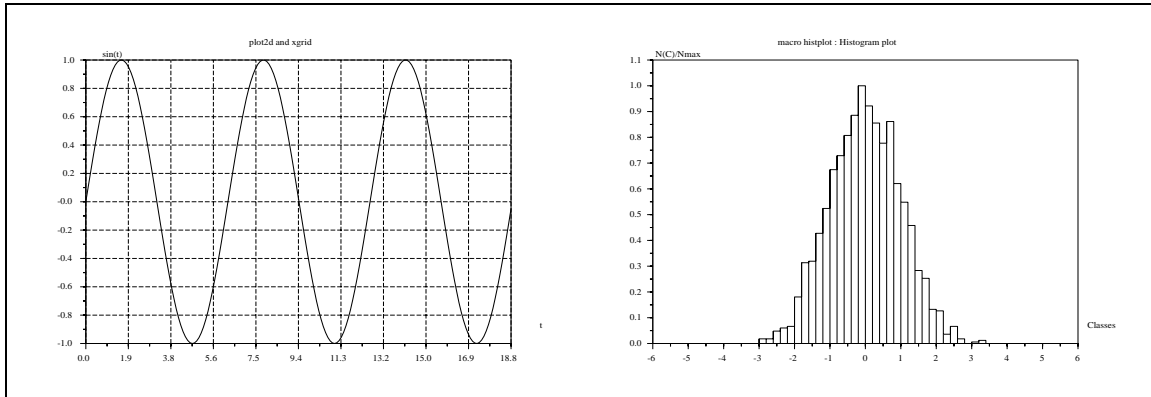 plot2d and xgrid
sin(t)
1.0
0.8
0.6
0.4
0.2
-0.0
-0.2
-0.4
-0.6
-0.8
-1.0
0.0 1.9 3.8 5.6 7.5 9.4 11.3 13.2 15.0 16.9 18.8
t
macro histplot : Histogram plot
N(C)/Nmax
1.1
1.0
0.9
0.8
0.7
0.6
0.5
0.4
0.3
0.2
0.1
0.0
-6 -5 -4 -3 -2 -1 0 1 2 3 4 5 6
Classes